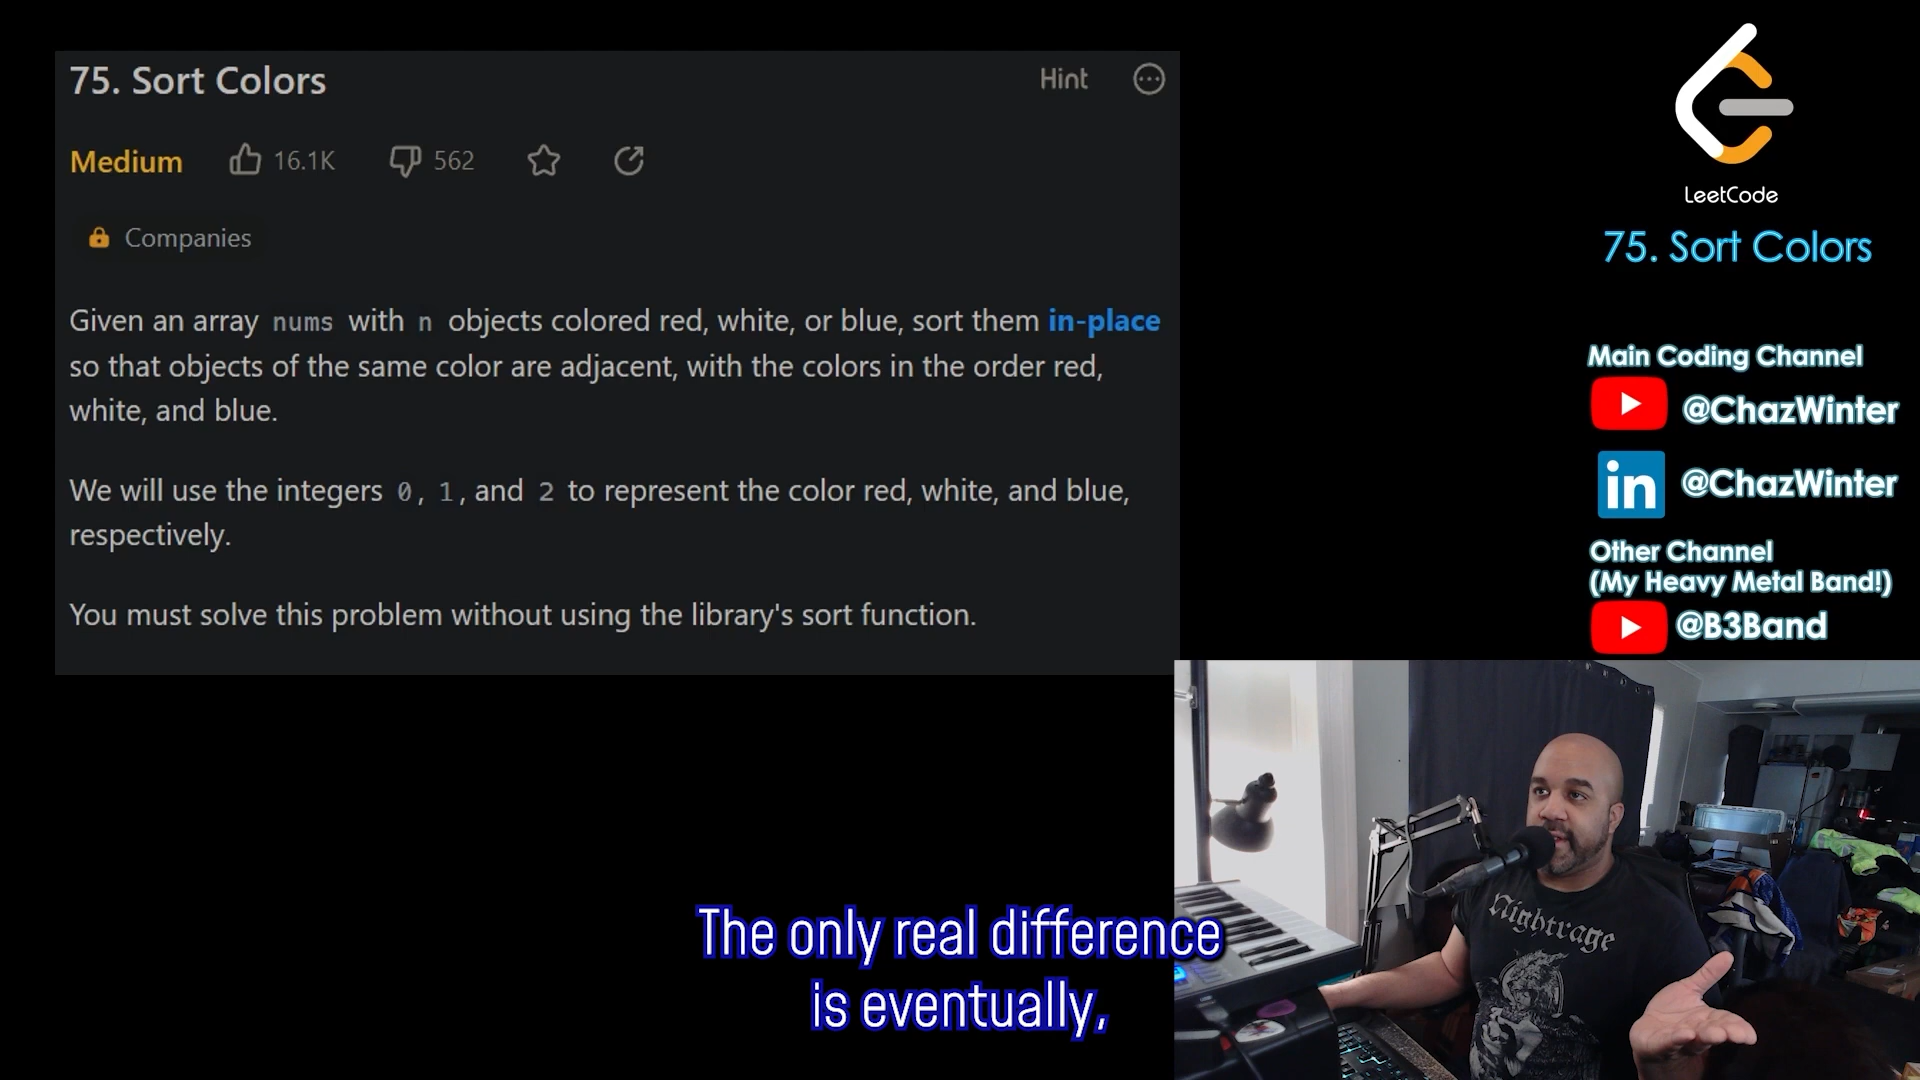 75. Sort Colors
Hint
Medium
16.1K
562
Companies
Given an array nums with n objects colored red, white, or blue, sort them in-place
so that objects of the same color are adjacent, with the colors in the order red,
white, and blue.
We will use the integers 0, 1, and 2 to represent the color red, white, and blue,
respectively.
You must solve this problem without using the library's sort function.
LeetCode
75. Sort Colors
Main Coding Channel
@ChazWinter
in @ChazWinter
Other Channel
(My Heavy Metal Band!)
@B3Band
Nightrage
The only real difference
is eventually,